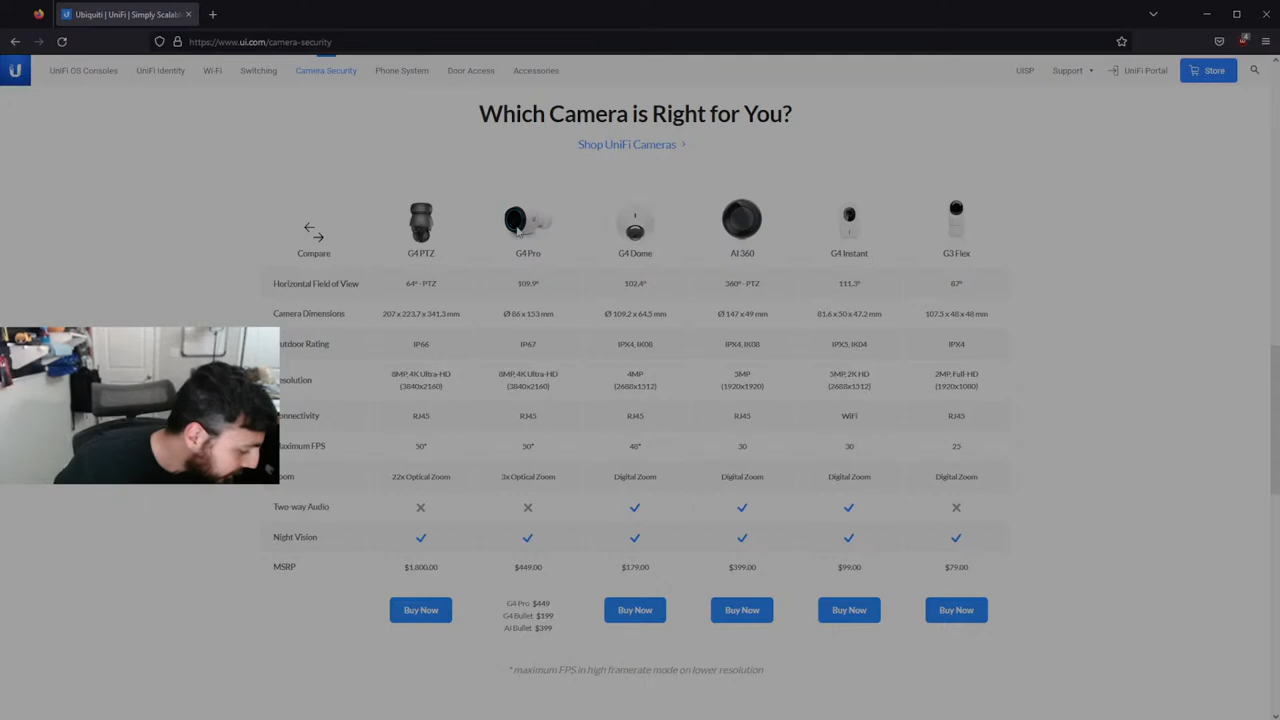 Ubiquiti | UniFi | Simply Scalabl
https://www.ui.com/camera-security
4
UniFi OS Consoles UniFi Identity Wi-Fi Switching Camera Security Phone System Door Access Accessories UISP Support UniFi Portal Store
Which Camera is Right for You?
Shop UniFi Cameras
Compare G4 PTZ G4 Pro G4 Dome AI 360 G4 Instant G3 Flex
Horizontal Field of View 64° - PTZ 109.9° 102.4° 360° - PTZ 111.3° 87°
Camera Dimensions 207 x 223.7 x 341.3 mm Ø 86 x 153 mm Ø 109.2 x 64.5 mm Ø 147 x 49 mm 81.6 x 50 x 47.2 mm 107.5 x 48 x 48 mm
Outdoor Rating IP66 IP67 IPX4, IK08 IPX4, IK08 IPX5, IK04 IPX4
8MP, 4K Ultra-HD 8MP, 4K Ultra-HD 4MP 5MP 5MP, 2K HD 2MP, Full-HD
esolution
(3840x2160) (3840x2160) (2688x1512) (1920x1920) (2688x1512) (1920x1080)
onnectivity RJ45 RJ45 RJ45 RJ45 WiFi RJ45
aximum FPS 50* 50* 48* 30 30 25
oom 22x Optical Zoom 3x Optical Zoom Digital Zoom Digital Zoom Digital Zoom Digital Zoom
Two-way Audio
Night Vision
MSRP $1,800.00 $449.00 $179.00 $399.00 $99.00 $79.00
Buy Now Buy Now Buy Now Buy Now Buy Now
G4 Pro $449
G4 Bullet $199
AI Bullet $399
* maximum FPS in high framerate mode on lower resolution